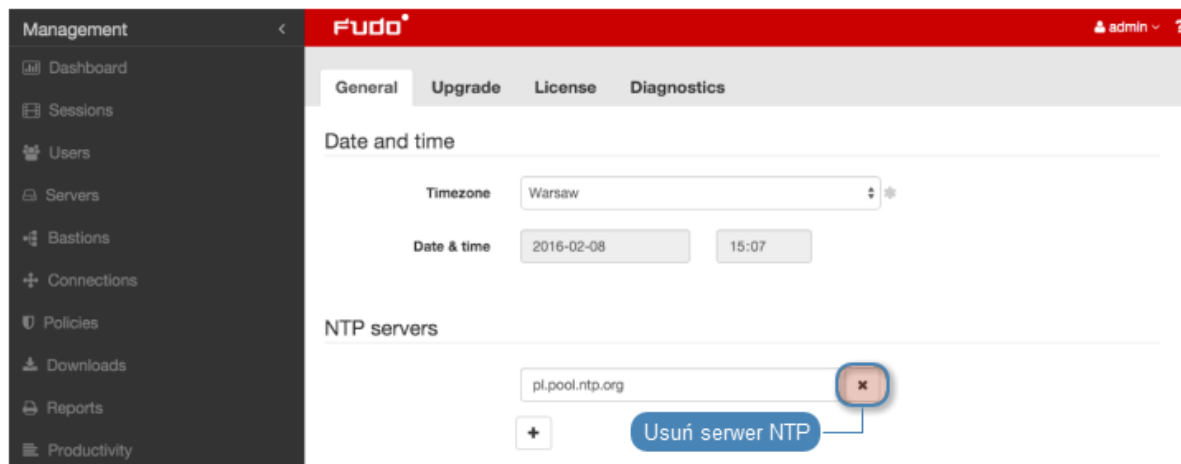 Management
FUDO
admin
?
Dashboard
Sessions
Users
Servers
Bastions
Connections
Policies
Downloads
Reports
Productivity
General Upgrade License Diagnostics
Date and time
Timezone Warsaw
Date & time 2016-02-08 15:07
NTP servers
pl.pool.ntp.org
Usuń serwer NTP